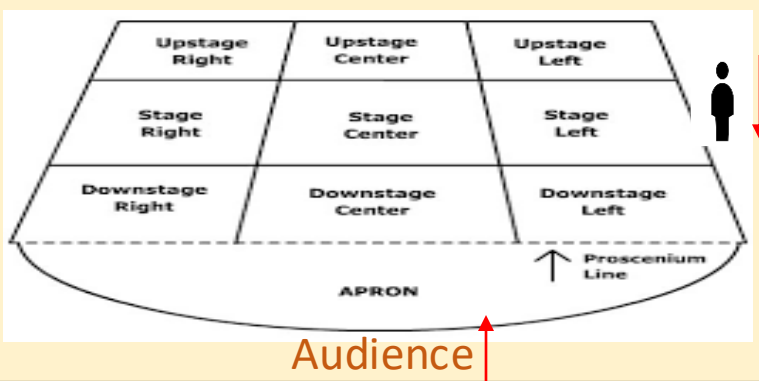 Upstage Right
Upstage Center
Upstage Left
Stage Right
Stage Center
Stage Left
Downstage Right
Downstage Center
Downstage Left
Proscenium Line
APRON
Audience